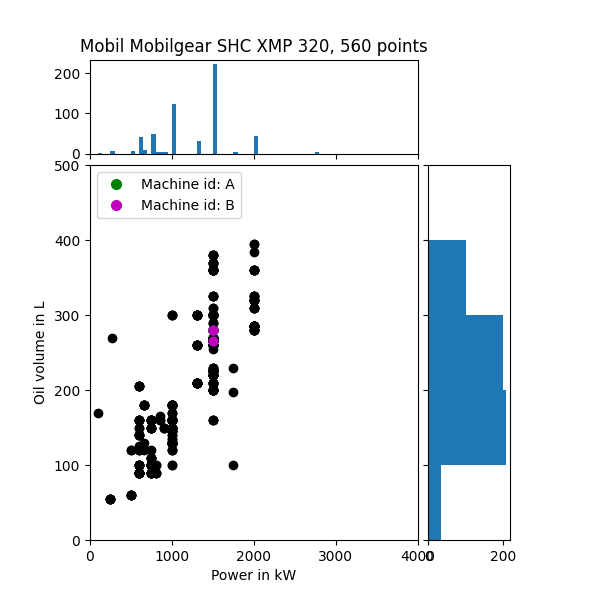 Mobil Mobilgear SHC XMP 320, 560 points
200
100
0
500
400
300
200
100
0
Machine id: A
Machine id: B
Oil volume in L
0 1000 2000 3000 4000
0 200
Power in kW